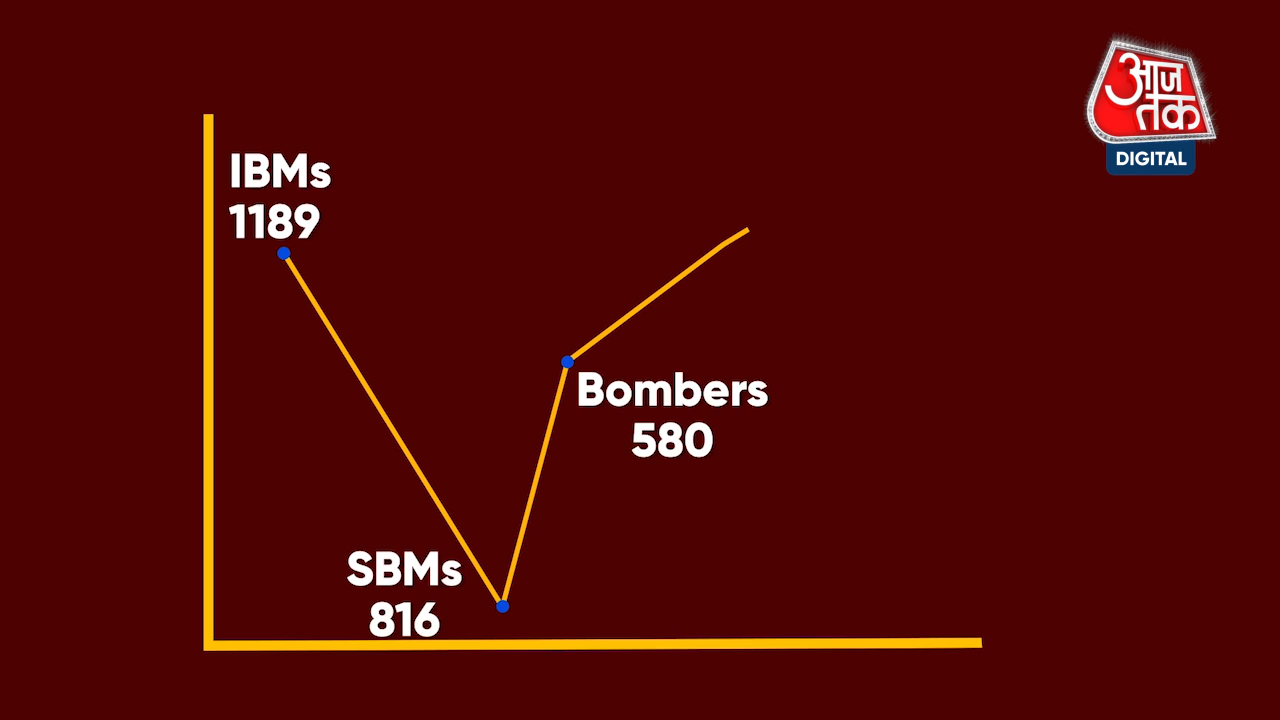 आज
तक
DIGITAL
IBMs
1189
Bombers
580
SBMs
816